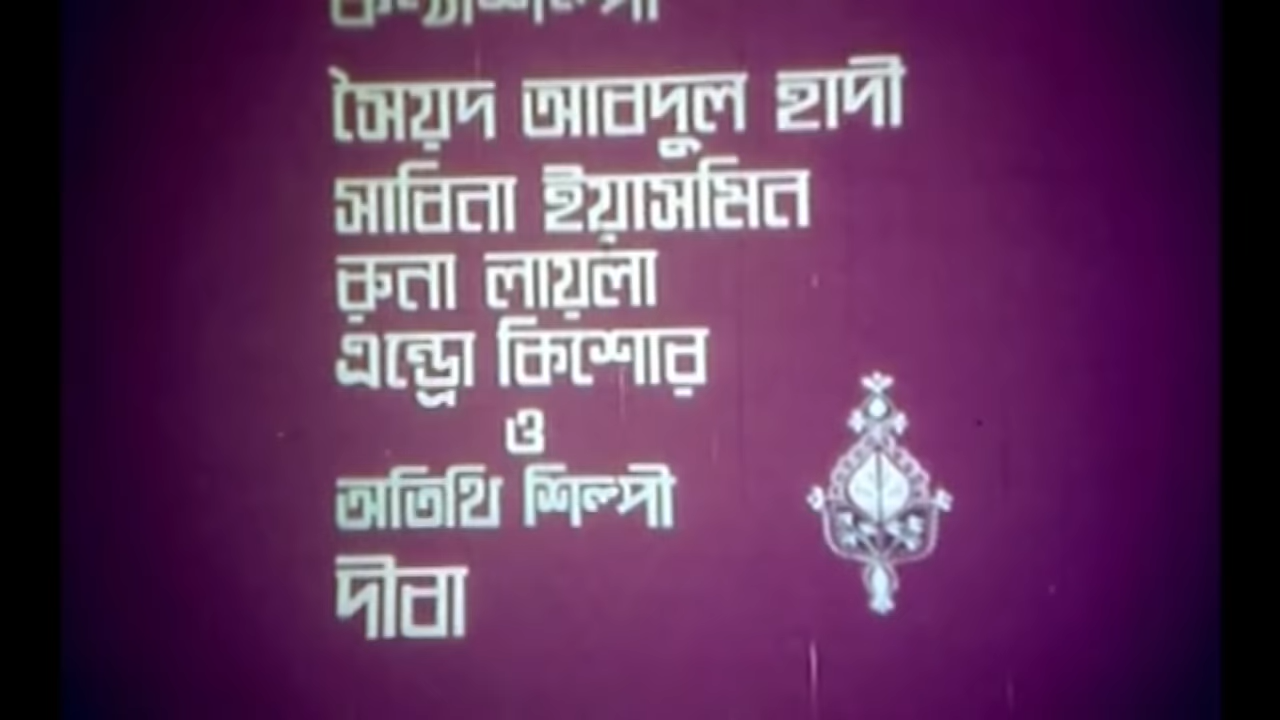 সৈয়দ আবদুল হাদী
সাবিনা ইয়াসমিন
রুনা লায়লা
এন্ড্রো কিশোর
ও
অতিথি শিল্পী
দীবা